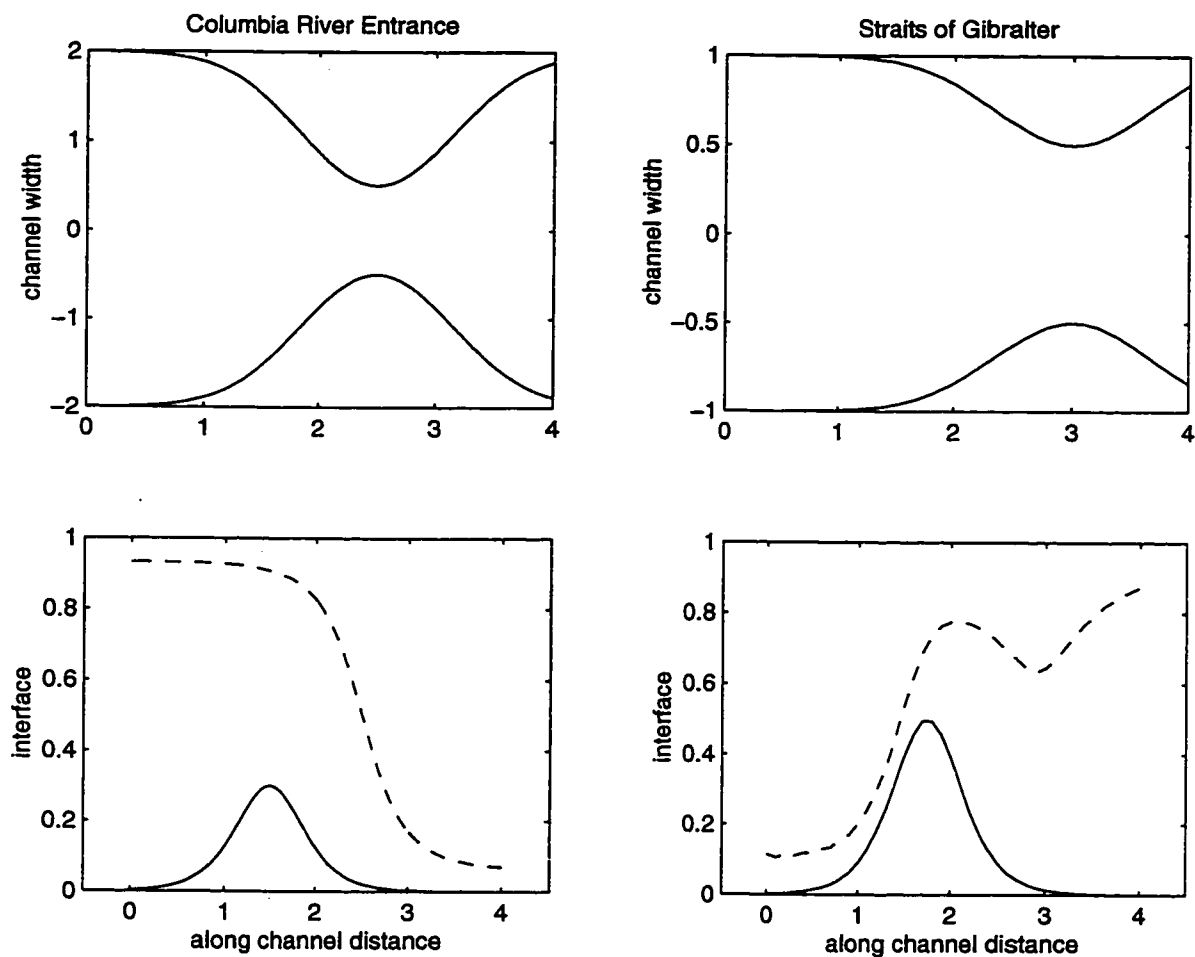 Columbia River Entrance
2
1
0
−1
−2
channel width
0 1 2 3 4
Straits of Gibralter
1
0.5
0
−0.5
−1
channel width
0 1 2 3 4
1
0.8
0.6
0.4
0.2
0
interface
0 1 2 3 4
along channel distance
1
0.8
0.6
0.4
0.2
0
interface
0 1 2 3 4
along channel distance